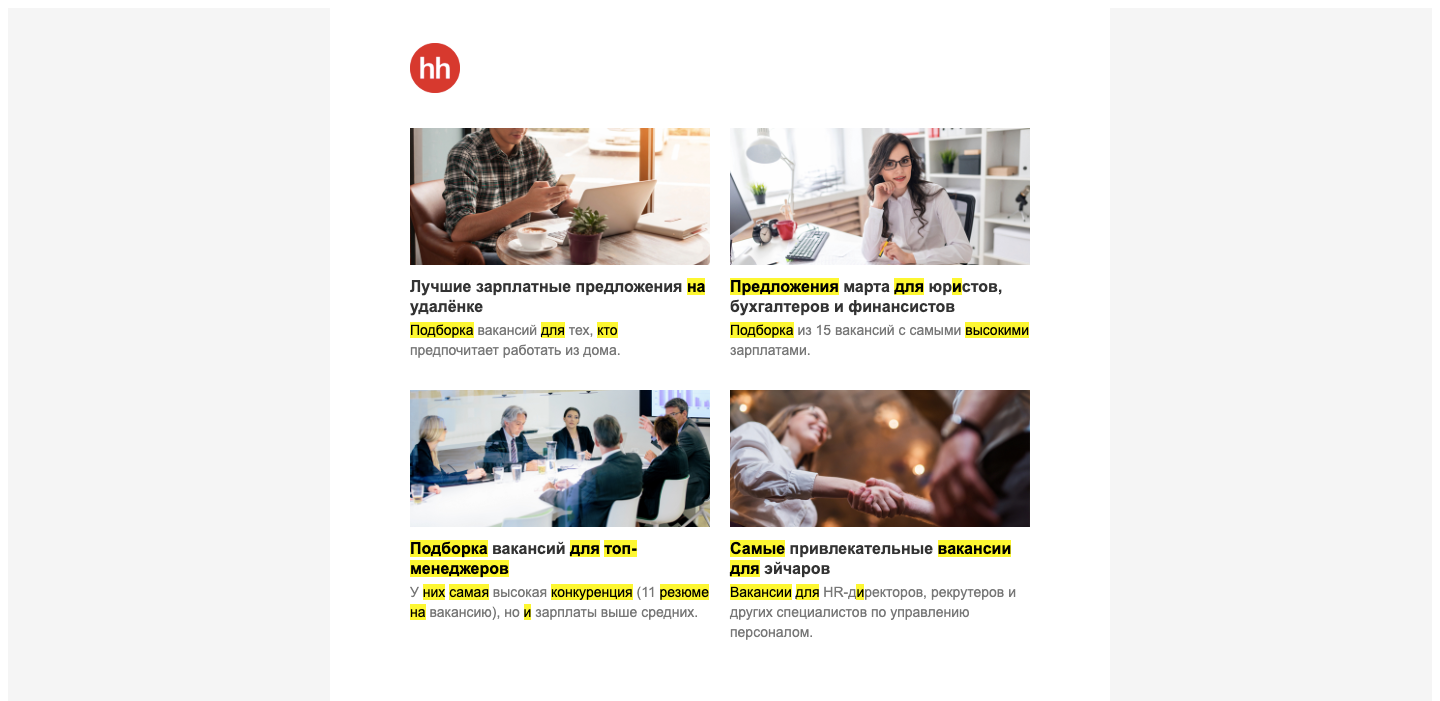 hh
Лучшие зарплатные предложения на
удалёнке
Подборка вакансий для тех, кто
предпочитает работать из дома.
Предложения марта для юристов,
бухгалтеров и финансистов
Подборка из 15 вакансий с самыми высокими
зарплатами.
Подборка вакансий для топ-
менеджеров
У них самая высокая конкуренция (11 резюме
на вакансию), но и зарплаты выше средних.
Самые привлекательные вакансии
для эйчаров
Вакансии для HR-директоров, рекрутеров и
других специалистов по управлению
персоналом.